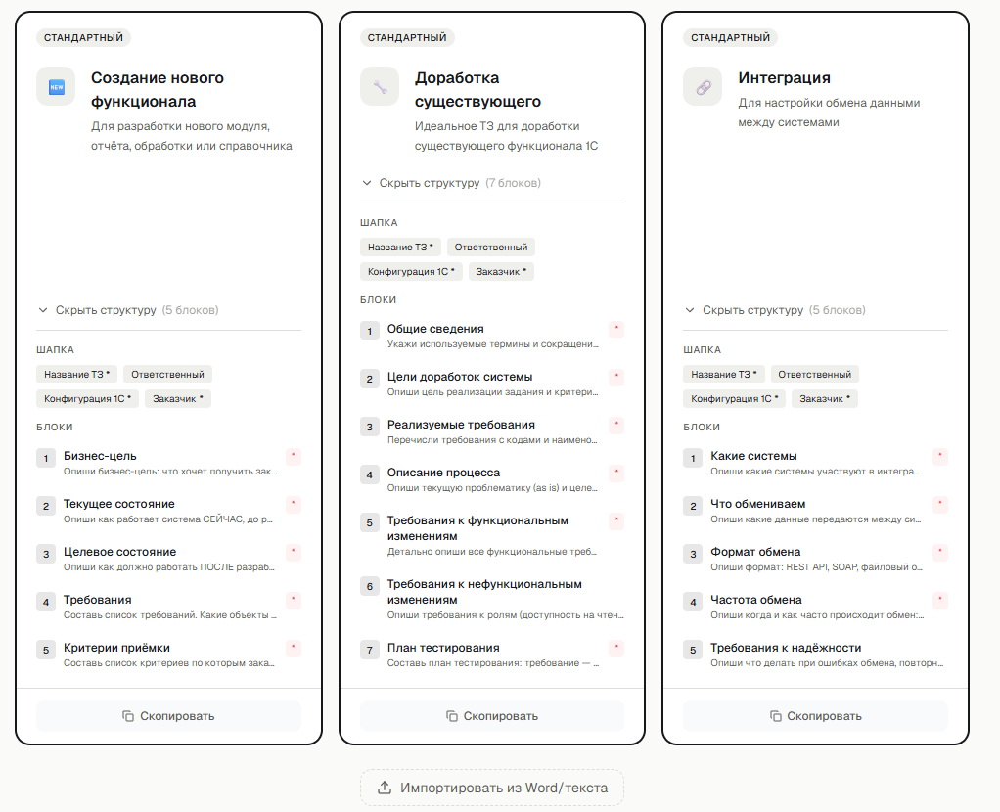 СТАНДАРТНЫЙ
NEW
Создание нового
функционала
Для разработки нового модуля,
отчёта, обработки или справочника
Скрыть структуру (5 блоков)
ШАПКА
Название ТЗ *
Ответственный
Конфигурация 1С *
Заказчик *
БЛОКИ
1
Бизнес-цель
*
Опиши бизнес-цель: что хочет получить зак...
2
Текущее состояние
*
Опиши как работает система СЕЙЧАС, до р...
3
Целевое состояние
*
Опиши как должно работать ПОСЛЕ разраб...
4
Требования
*
Составь список требований. Какие объекты ...
5
Критерии приёмки
*
Составь список критериев по которым зака...
Скопировать
СТАНДАРТНЫЙ
Доработка
существующего
Идеальное ТЗ для доработки
существующего функционала 1С
Скрыть структуру (7 блоков)
ШАПКА
Название ТЗ *
Ответственный
Конфигурация 1С *
Заказчик *
БЛОКИ
1
Общие сведения
*
Укажи используемые термины и сокращени...
2
Цели доработок системы
*
Опиши цель реализации задания и критери...
3
Реализуемые требования
*
Перечисли требования с кодами и наимено...
4
Описание процесса
*
Опиши текущую проблематику (as is) и целе...
5
Требования к функциональным
изменениям
*
Детально опиши все функциональные треб...
6
Требования к нефункциональным
изменениям
Опиши требования к ролям (доступность на чтен...
7
План тестирования
*
Составь план тестирования: требование — ...
Скопировать
СТАНДАРТНЫЙ
Интеграция
Для настройки обмена данными
между системами
Скрыть структуру (5 блоков)
ШАПКА
Название ТЗ *
Ответственный
Конфигурация 1С *
Заказчик *
БЛОКИ
1
Какие системы
*
Опиши какие системы участвуют в интегра...
2
Что обмениваем
*
Опиши какие данные передаются между си...
3
Формат обмена
*
Опиши формат: REST API, SOAP, файловый о...
4
Частота обмена
*
Опиши когда и как часто происходит обмен:...
5
Требования к надёжности
Опиши что делать при ошибках обмена, повторн...
Скопировать
Импортировать из Word/текста